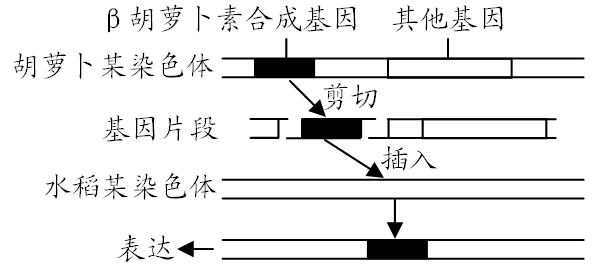 β胡萝卜素合成基因 其他基因
胡萝卜某染色体
剪切
基因片段
插入
水稻某染色体
表达